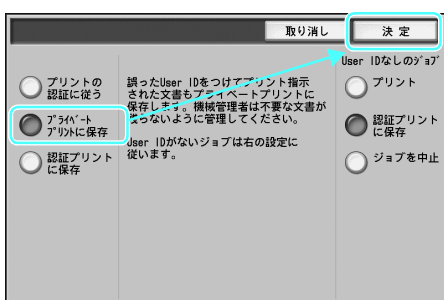 取り消し
決 定
プリントの
認証に従う
プライベート
プリントに保存
認証プリント
に保存
誤ったUser IDをつけてプリント指示
された文書もプライベートプリントに
保存します。機械管理者は不要な文書が
残らないように管理してください。
User IDがないジョブは右の設定に
従います。
User IDなしのジョブ
プリント
認証プリント
に保存
ジョブを中止